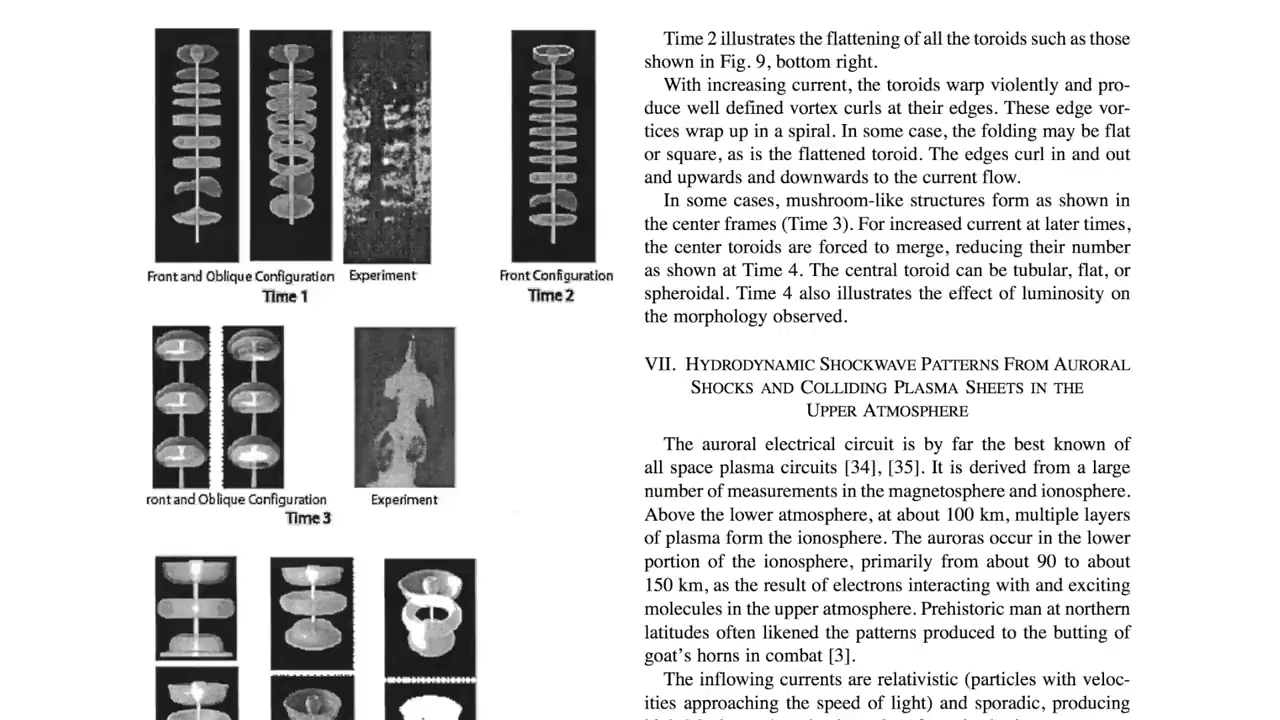 Front and Oblique Configuration Experiment
Time 1
Front Configuration
Time 2
ront and Oblique Configuration
Time 3
Experiment
Time 2 illustrates the flattening of all the toroids such as those
shown in Fig. 9, bottom right.
With increasing current, the toroids warp violently and pro-
duce well defined vortex curls at their edges. These edge vor-
tices wrap up in a spiral. In some case, the folding may be flat
or square, as is the flattened toroid. The edges curl in and out
and upwards and downwards to the current flow.
In some cases, mushroom-like structures form as shown in
the center frames (Time 3). For increased current at later times,
the center toroids are forced to merge, reducing their number
as shown at Time 4. The central toroid can be tubular, flat, or
spheroidal. Time 4 also illustrates the effect of luminosity on
the morphology observed.
VII. HYDRODYNAMIC SHOCKWAVE PATTERNS FROM AURORAL
SHOCKS AND COLLIDING PLASMA SHEETS IN THE
UPPER ATMOSPHERE
The auroral electrical circuit is by far the best known of
all space plasma circuits [34], [35]. It is derived from a large
number of measurements in the magnetosphere and ionosphere.
Above the lower atmosphere, at about 100 km, multiple layers
of plasma form the ionosphere. The auroras occur in the lower
portion of the ionosphere, primarily from about 90 to about
150 km, as the result of electrons interacting with and exciting
molecules in the upper atmosphere. Prehistoric man at northern
latitudes often likened the patterns produced to the butting of
goat's horns in combat [3].
The inflowing currents are relativistic (particles with veloc-
ities approaching the speed of light) and sporadic, producing